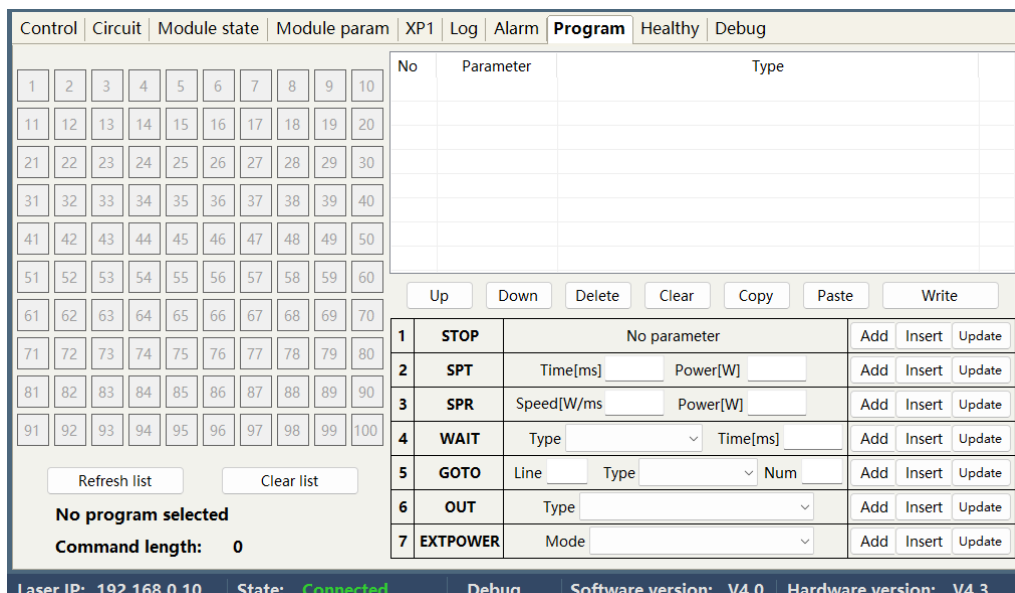 Control Circuit Module state Module param XP1 Log Alarm Program Healthy Debug
No Parameter Type
1 2 3 4 5 6 7 8 9 10
11 12 13 14 15 16 17 18 19 20
21 22 23 24 25 26 27 28 29 30
31 32 33 34 35 36 37 38 39 40
41 42 43 44 45 46 47 48 49 50
51 52 53 54 55 56 57 58 59 60
61 62 63 64 65 66 67 68 69 70
71 72 73 74 75 76 77 78 79 80
81 82 83 84 85 86 87 88 89 90
91 92 93 94 95 96 97 98 99 100
Refresh list Clear list
No program selected
Command length: 0
Up Down Delete Clear Copy Paste Write
1 STOP No parameter Add Insert Update
2 SPT Time[ms] Power[W] Add Insert Update
3 SPR Speed[W/ms Power[W] Add Insert Update
4 WAIT Type Time[ms] Add Insert Update
5 GOTO Line Type Num Add Insert Update
6 OUT Type Add Insert Update
7 EXTPOWER Mode Add Insert Update
Laser IP: 192.168.0.10 State: Connected Debug Software version: V4.0 Hardware version: V4.3